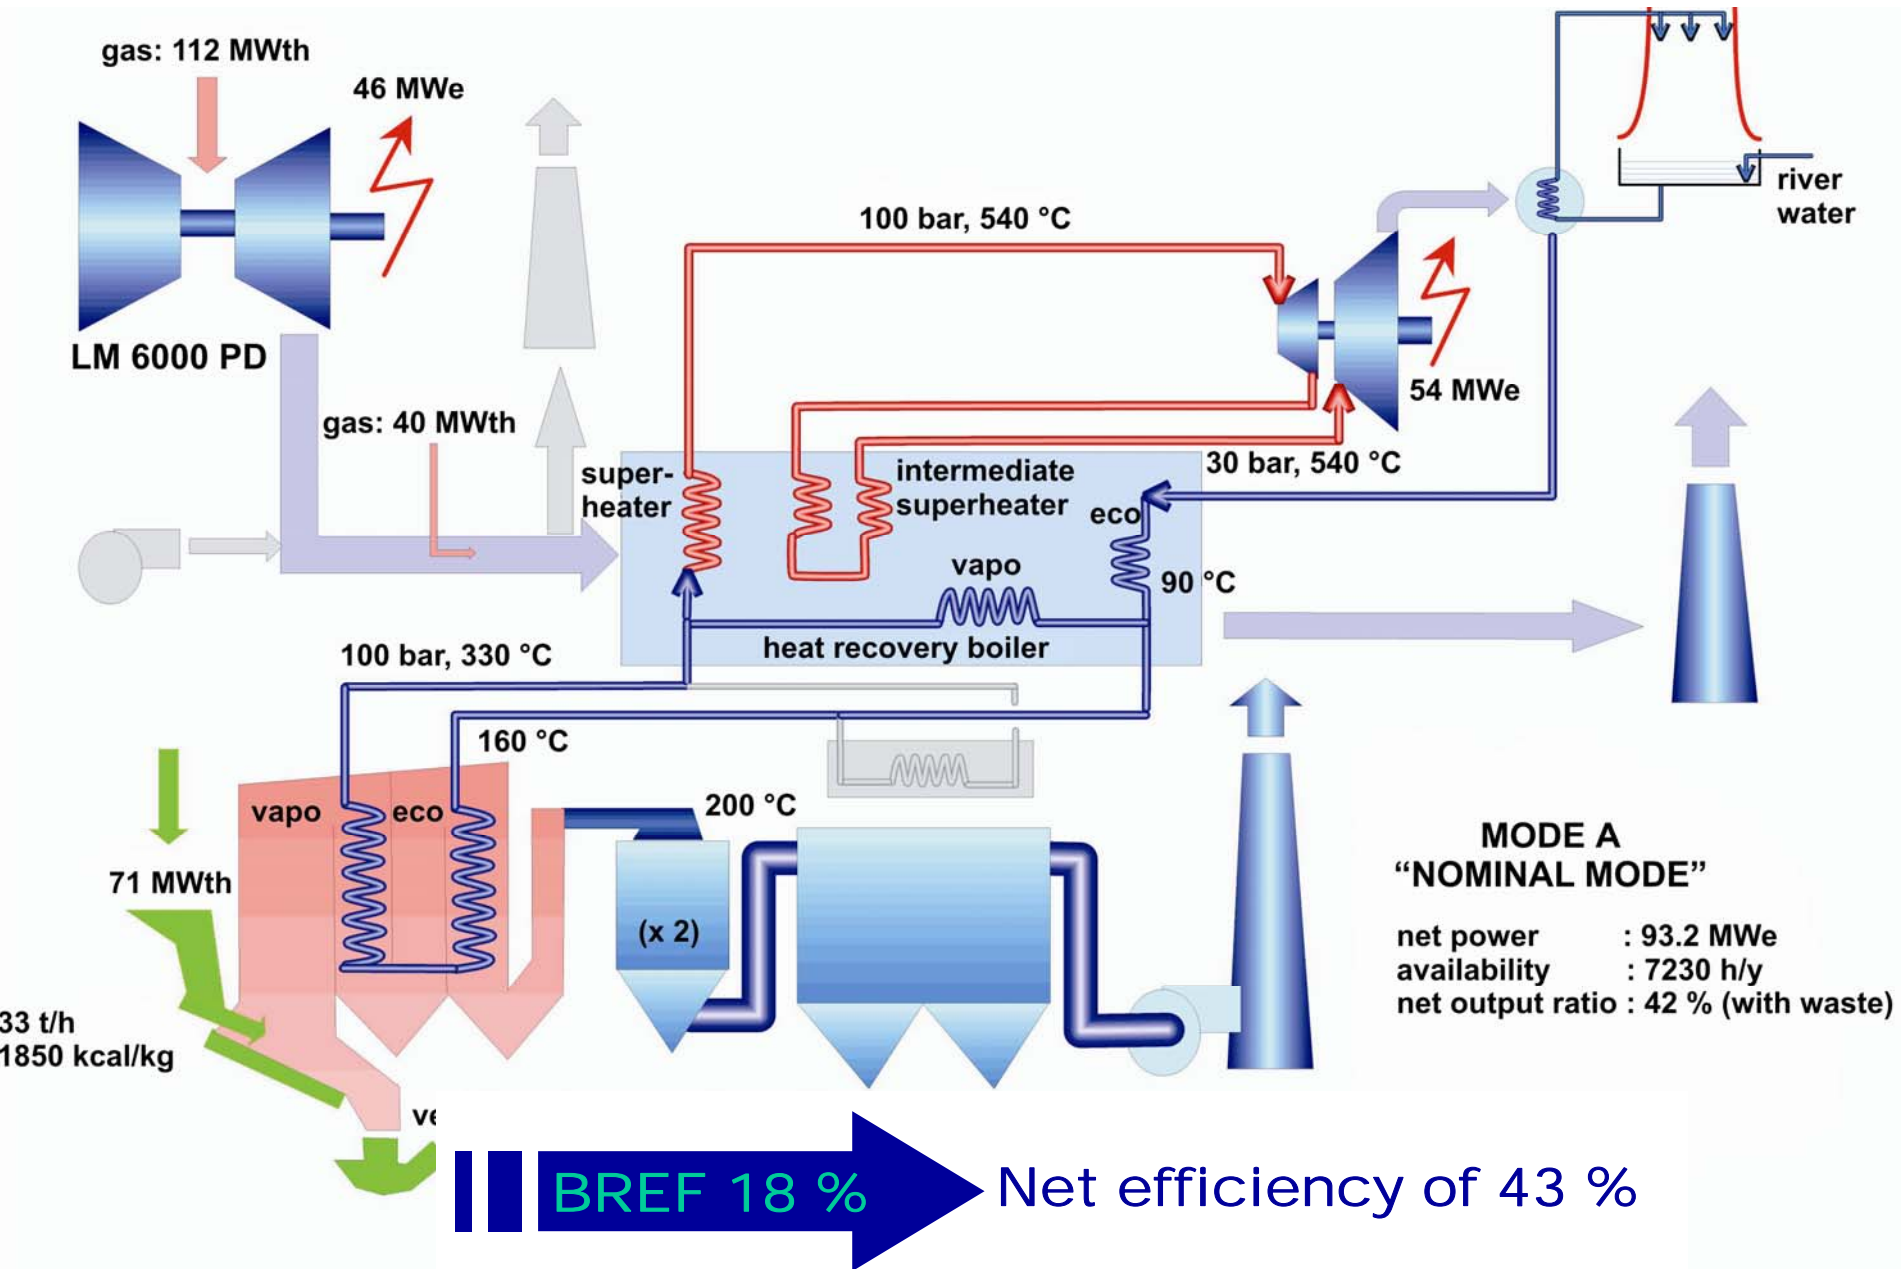 gas: 112 MWth
46 MWe
LM 6000 PD
gas: 40 MWth
100 bar, 540 °C
river
water
54 MWe
30 bar, 540 °C
super-
heater
intermediate
superheater
eco
vapo
90 °C
heat recovery boiler
100 bar, 330 °C
160 °C
vapo
eco
200 °C
71 MWth
(x 2)
33 t/h
1850 kcal/kg
MODE A
“NOMINAL MODE”
net power : 93.2 MWe
availability : 7230 h/y
net output ratio : 42 % (with waste)
BREF 18 %
Net efficiency of 43 %